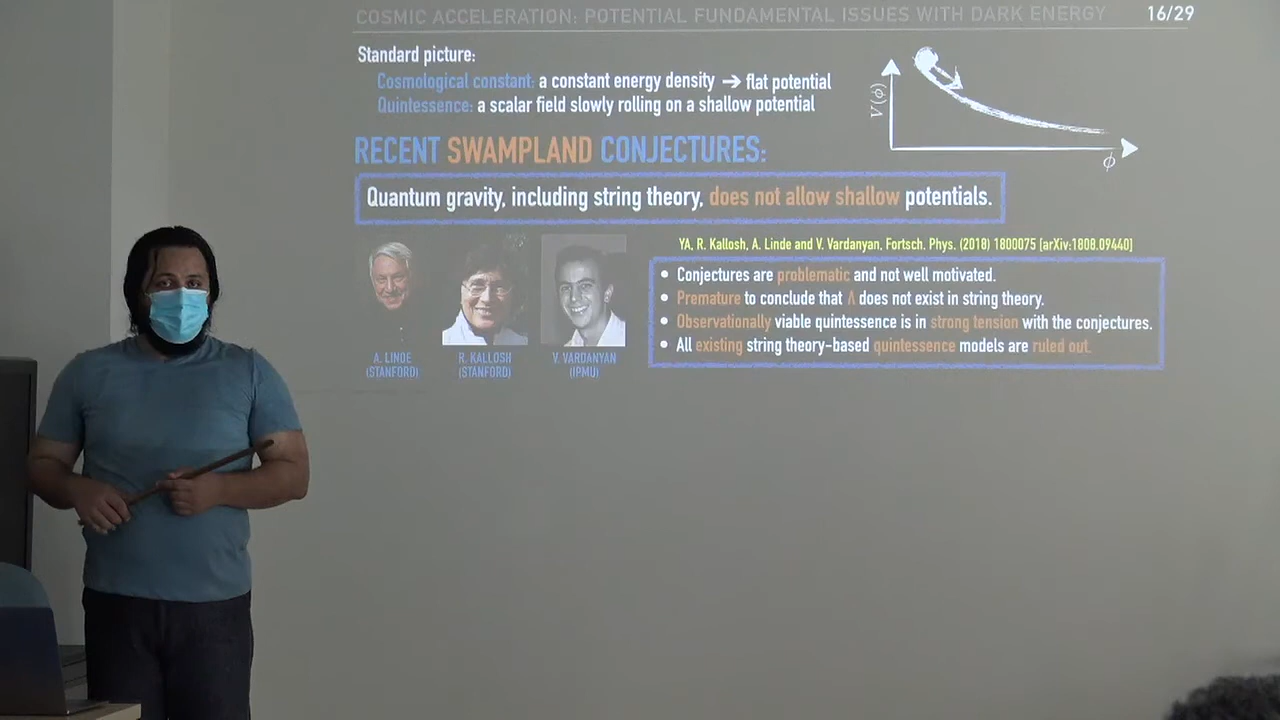 COSMIC ACCELERATION: POTENTIAL FUNDAMENTAL ISSUES WITH DARK ENERGY 16/29
Standard picture:
Cosmological constant: a constant energy density → flat potential
Quintessence: a scalar field slowly rolling on a shallow potential
V(ϕ)
ϕ
RECENT SWAMPLAND CONJECTURES:
Quantum gravity, including string theory, does not allow shallow potentials.
YA, R. Kallosh, A. Linde and V. Vardanyan, Fortsch. Phys. (2018) 1800075 [arXiv:1808.09440]
• Conjectures are problematic and not well motivated.
• Premature to conclude that Λ does not exist in string theory.
• Observationally viable quintessence is in strong tension with the conjectures.
• All existing string theory-based quintessence models are ruled out.
A. LINDE
(STANFORD)
R. KALLOSH
(STANFORD)
V. VARDANYAN
(IPMU)